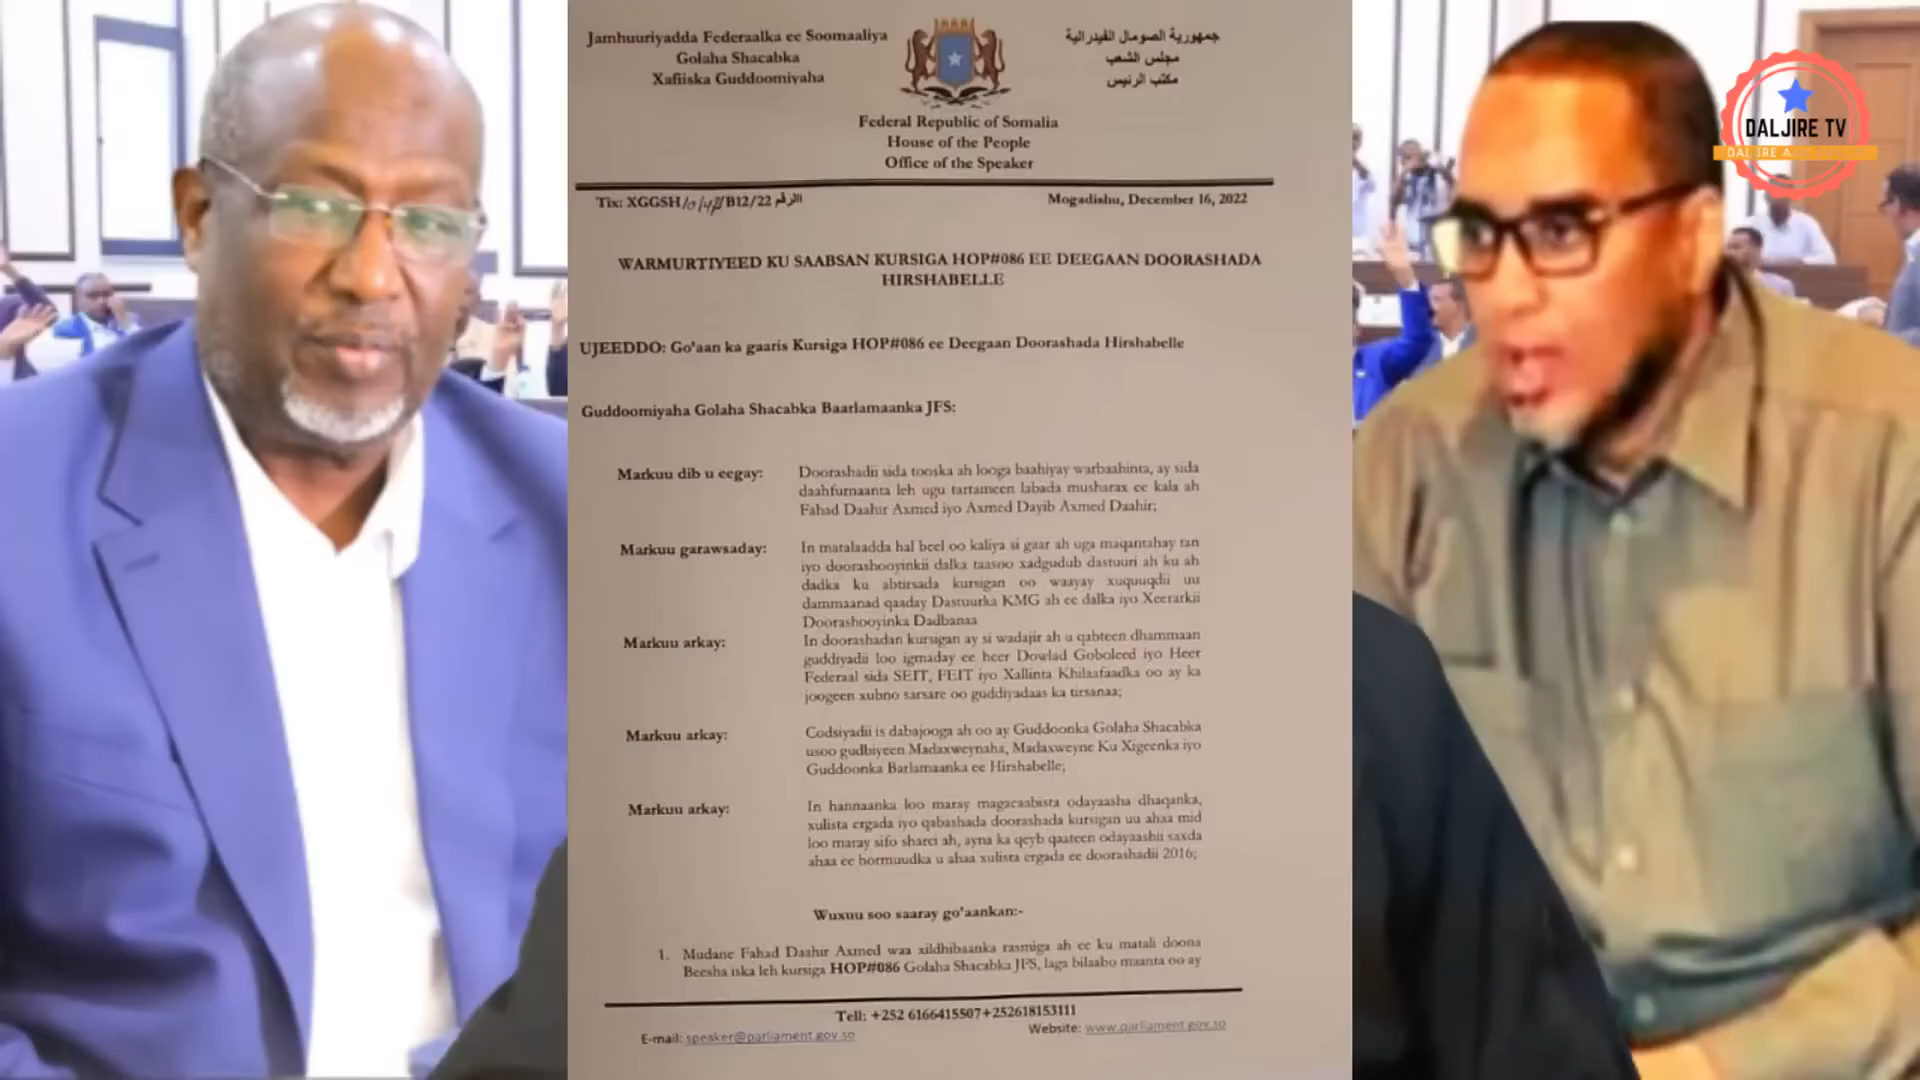 Jamhuuriyadda Federaalka ee Soomaaliya
Golaha Shacabka
Xafiiska Guddoomiyaha
جمهورية الصومال الفيدرالية
مجلس الشعب
مكتب الرئيس
Federal Republic of Somalia
House of the People
Office of the Speaker
DALJIRE TV
Tix: XGGSH/ B12/22 الرقم
Mogadishu, December 16, 2022
WARMURTIYEED KU SAABSAN KURSIGA HOP#086 EE DEEGAAN DOORASHADA
HIRSHABELLE
UJEEDDO: Go'aan ka gaaris Kursiga HOP#086 ee Deegaan Doorashada Hirshabelle
Guddoomiyaha Golaha Shacabka Baarlamaanka JFS:
Markuu dib u eegay: Doorashadii sida tooska ah looga baahiyay warbaahinta, ay sida
daahfurnaanta leh ugu tartameen labada musharax ee kala ah
Fahad Daahir Axmed iyo Axmed Dayib Axmed Daahir;
Markuu garawsaday: In matalaadda hal beel oo kaliya si gaar ah uga maqantahay tan
iyo doorashooyinkii dalka taasoo xadgudub dastuuri ah ku ah
dadka ku abtirsada kursigan oo waayay xuquuqdii uu
dammaanad qaaday Dastuurka KMG ah ee dalka iyo Xeerarkii
Doorashooyinka Dadbanaa
Markuu arkay: In doorashadan kursigan ay si wadajir ah u qabteen dhammaan
guddiyadii loo igmaday ee heer Dowlad Goboleed iyo Heer
Federaal sida SEIT, FEIT iyo Xallinta Khilaafaadka oo ay ka
joogeen xubno sarsare oo guddiyadaas ka tirsanaa;
Markuu arkay: Codsiyadii is dabajooga ah oo ay Guddoonka Golaha Shacabka
usoo gudbiyeen Madaxweynaha, Madaxweyne Ku Xigeenka iyo
Guddoonka Barlamaanka ee Hirshabelle;
Markuu arkay: In hannaanka loo maray magacaabista odayaasha dhaqanka,
xulista ergada iyo qabashada doorashada kursigan uu ahaa mid
loo maray sifo sharci ah, ayna ka qeyb qaateen odayaashii saxda
ahaa ee hormuudka u ahaa xulista ergada ee doorashadii 2016;
Wuxuu soo saaray go'aankan:-
1. Mudane Fahad Daahir Axmed waa xildhibaanka rasmiga ah ee ku matali doona
Beesha iska leh kursiga HOP#086 Golaha Shacabka JFS, laga bilaabo maanta oo ay
Tell: +252 6166415507+252618153111
E-mail: speaker@parliament.gov.so
Website: www.parliament.gov.so